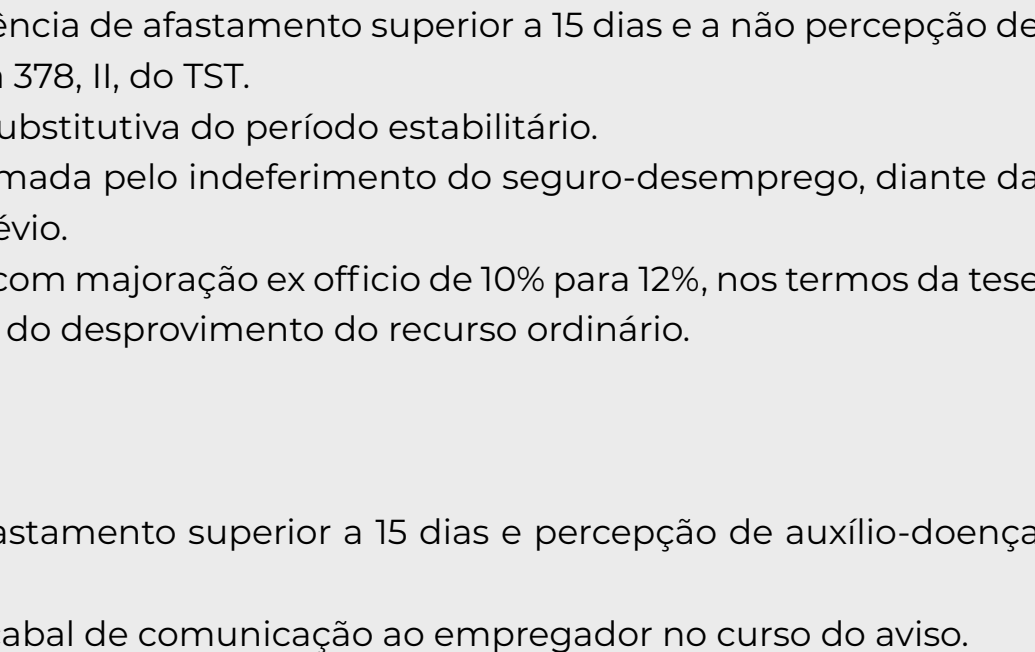 ência de afastamento superior a 15 dias e a não percepção de
378, II, do TST.
ubstitutiva do período estabilitário.
mada pelo indeferimento do seguro-desemprego, diante da
évio.
com majoração ex officio de 10% para 12%, nos termos da tese
do desprovimento do recurso ordinário.
astamento superior a 15 dias e percepção de auxílio-doença
abal de comunicação ao empregador no curso do aviso.